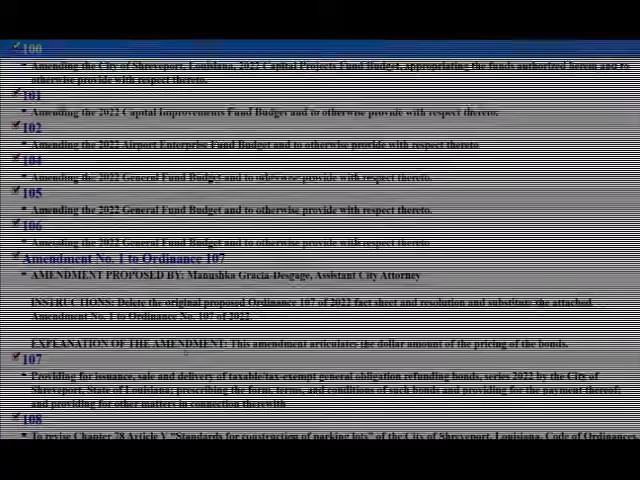 100
Amending the City of Shreveport, Louisiana, 2022 Capital Projects Fund Budget, appropriating the funds authorized herein and to
otherwise provide with respect thereto.
101
Amending the 2022 Capital Improvements Fund Budget and to otherwise provide with respect thereto.
102
Amending the 2022 Airport Enterprise Fund Budget and to otherwise provide with respect thereto
104
Amending the 2022 General Fund Budget and to otherwise provide with respect thereto.
105
Amending the 2022 General Fund Budget and to otherwise provide with respect thereto.
106
Amending the 2022 General Fund Budget and to otherwise provide with respect thereto
Amendment No. 1 to Ordinance 107
AMENDMENT PROPOSED BY: Manushka Gracia-Desgage, Assistant City Attorney
INSTRUCTIONS: Delete the original proposed Ordinance 107 of 2022 fact sheet and resolution and substitute the attached
Amendment No. 1 to Ordinance No. 107 of 2022.
EXPLANATION OF THE AMENDMENT: This amendment articulates the dollar amount of the pricing of the bonds.
107
Providing for issuance, sale and delivery of taxable/tax-exempt general obligation refunding bonds, series 2022 by the City of
Shreveport, State of Louisiana; prescribing the form, terms, and conditions of such bonds and providing for the payment thereof;
and providing for other matters in connection therewith
108
To revise Chapter 78 Article V "Standards for construction of parking lots" of the City of Shreveport, Louisiana, Code of Ordinances